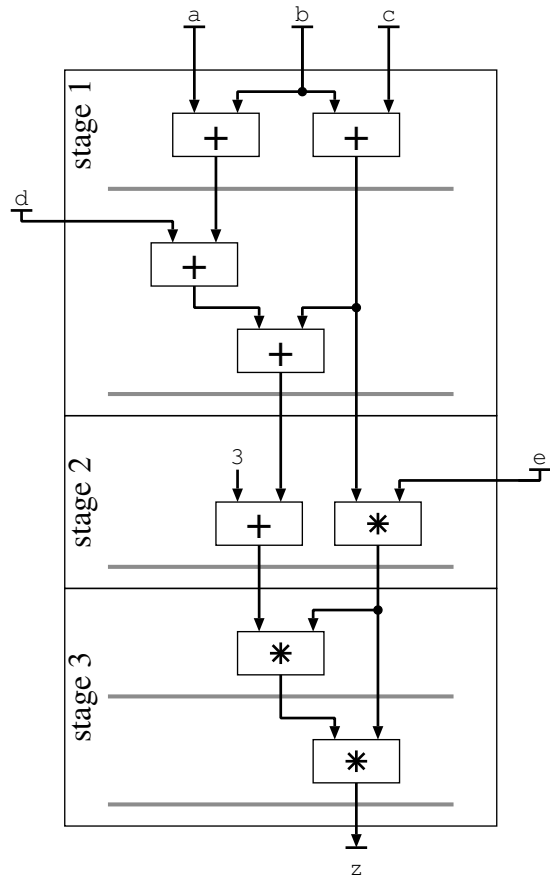 a b c
stage 1
+ +
d
+
+
stage 2
3 e
+ *
stage 3
*
*
z